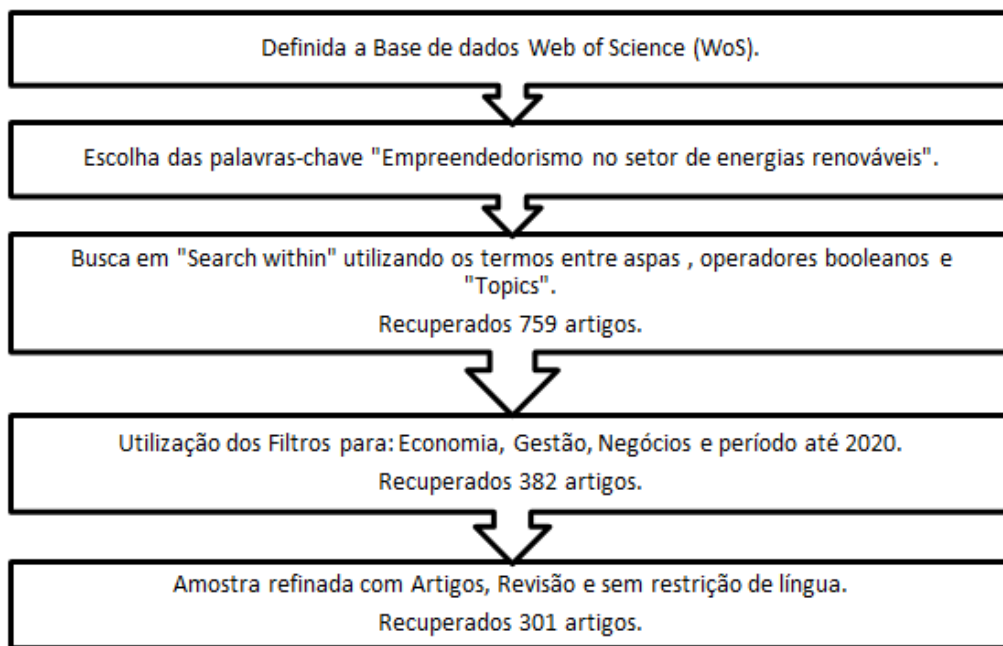 Definida a Base de dados Web of Science (WoS).
Escolha das palavras-chave "Empreendedorismo no setor de energias renováveis".
Busca em "Search within" utilizando os termos entre aspas , operadores booleanos e
"Topics".
Recuperados 759 artigos.
Utilização dos Filtros para: Economia, Gestão, Negócios e período até 2020.
Recuperados 382 artigos.
Amostra refinada com Artigos, Revisão e sem restrição de língua.
Recuperados 301 artigos.